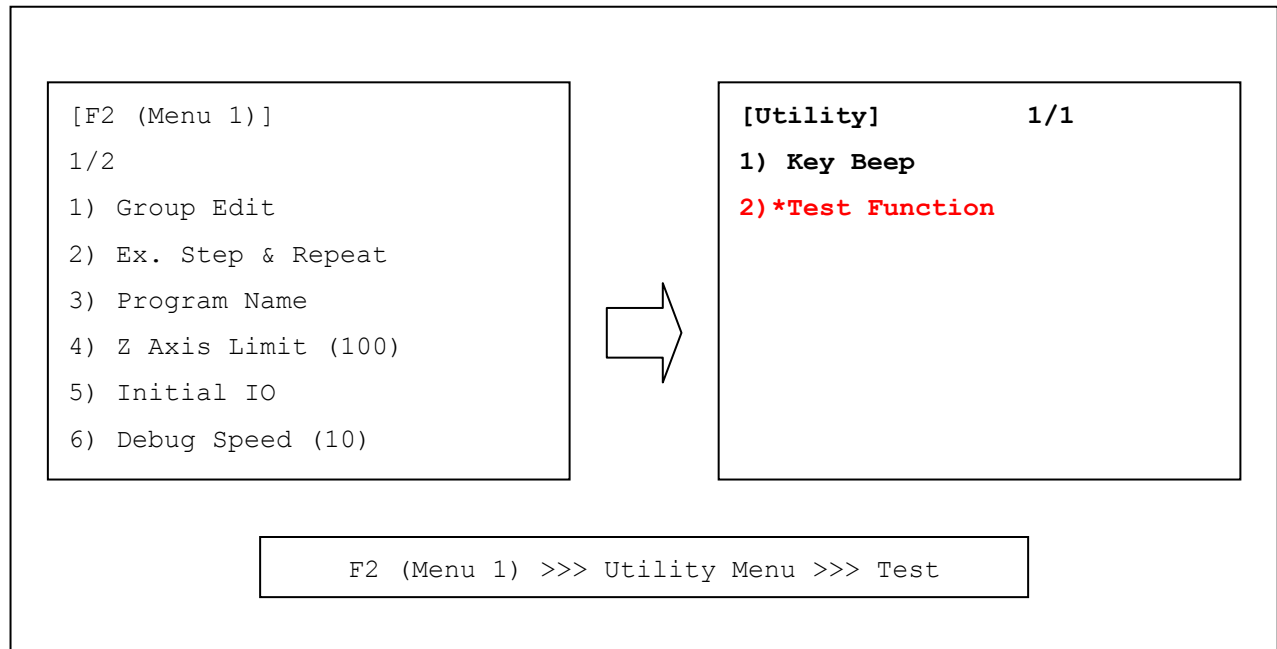 [F2 (Menu 1)]
1/2
1) Group Edit
2) Ex. Step & Repeat
3) Program Name
4) Z Axis Limit (100)
5) Initial IO
6) Debug Speed (10)
[Utility] 1/1
1) Key Beep
2)*Test Function
F2 (Menu 1) >>> Utility Menu >>> Test